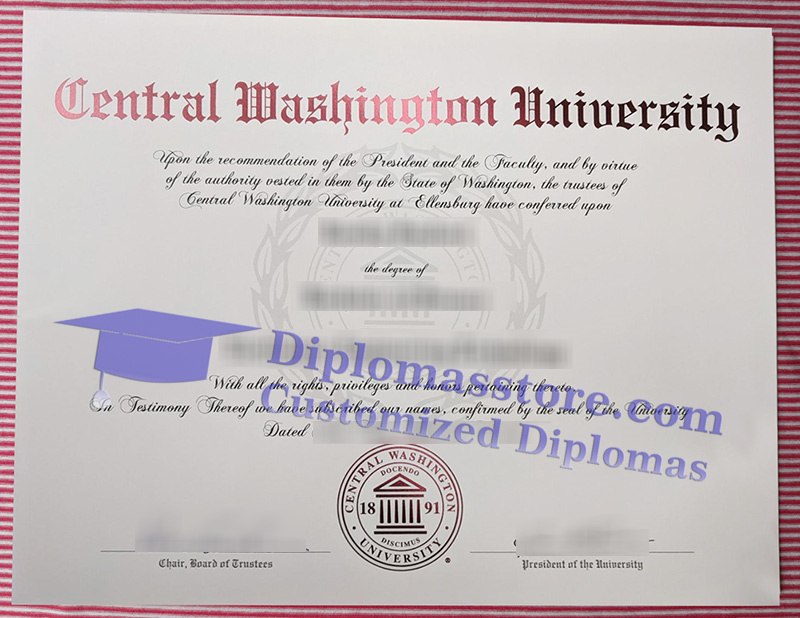 Central Washington University
Upon the recommendation of the President and the Faculty, and by virtue
of the authority vested in them by the State of Washington, the trustees of
Central Washington University at Ellensburg have conferred upon
the degree of
With all the rights, privileges and honors pertaining thereto.
In Testimony Thereof we have subscribed our names, confirmed by the seal of the University
Dated
Diplomasstore.com
Customized Diplomas
CENTRAL WASHINGTON
DOCENDO
18 91
DISCIMUS
UNIVERSITY
Chair, Board of Trustees
President of the University